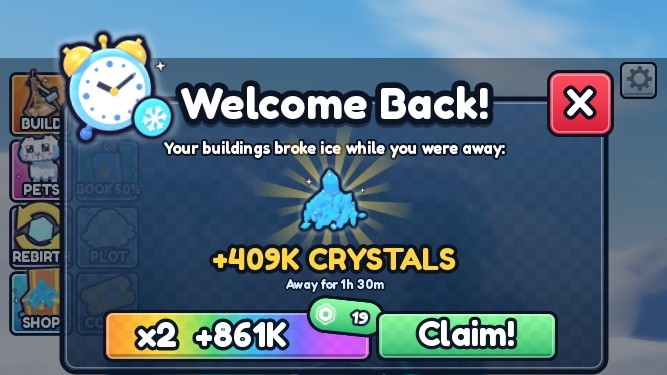 Welcome Back!
Your buildings broke ice while you were away:
BUILD
PETS
BOOK 50%
REBIRT
PLOT
SHOP
+409K CRYSTALS
Away for 1h 30m
x2 +861K
19
Claim!